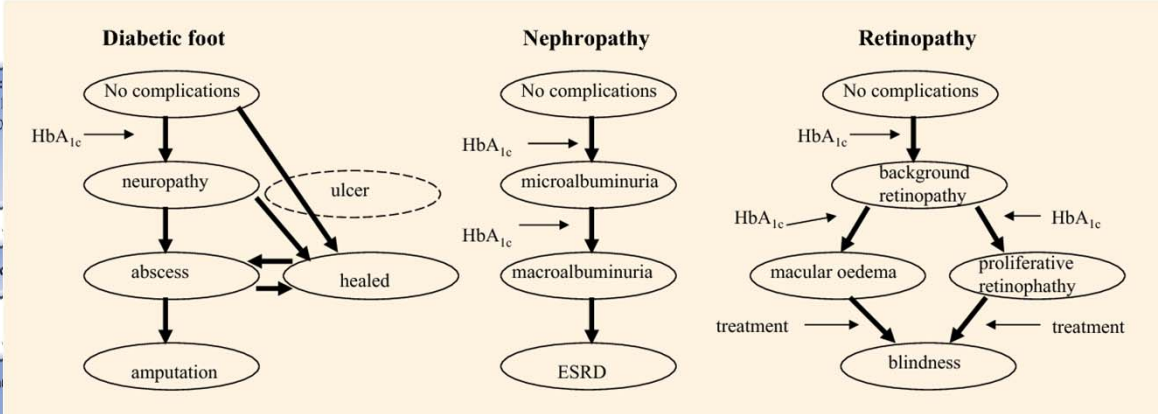 Diabetic foot
No complications
HbA1c
neuropathy
ulcer
abscess
healed
amputation
Nephropathy
No complications
HbA1c
microalbuminuria
HbA1c
macroalbuminuria
ESRD
Retinopathy
No complications
HbA1c
background
retinopathy
HbA1c
HbA1c
macular oedema
proliferative
retinophathy
treatment
treatment
blindness